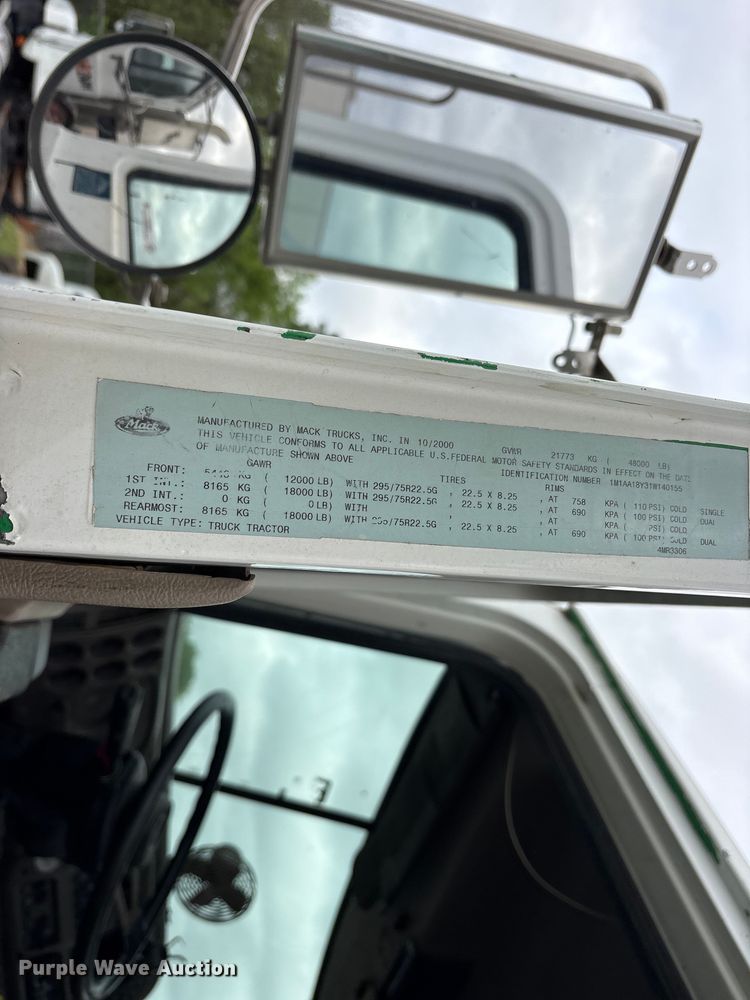 Mack
MANUFACTURED BY MACK TRUCKS, INC. IN 10/2000 GVWR 21773 KG ( 48000 LB)
THIS VEHICLE CONFORMS TO ALL APPLICABLE U.S.FEDERAL MOTOR SAFETY STANDARDS IN EFFECT ON THE DATE
OF MANUFACTURE SHOWN ABOVE IDENTIFICATION NUMBER 1M1AA18Y31W140155
GAWR TIRES RIMS
FRONT: KG ( 12000 LB) WITH 295/75R22.5G , 22.5 X 8.25 , AT 758 KPA ( 110 PSI) COLD SINGLE
1ST INT.: 8165 KG ( 18000 LB) WITH 295/75R22.5G , 22.5 X 8.25 , AT 690 KPA ( 100 PSI) COLD DUAL
2ND INT.: 0 KG ( 0 LB) WITH , , AT KPA ( PSI) COLD
REARMOST: 8165 KG ( 18000 LB) WITH 295/75R22.5G , 22.5 X 8.25 , AT 690 KPA ( 100 PSI) COLD DUAL
VEHICLE TYPE: TRUCK TRACTOR 4MR3306
Purple Wave Auction